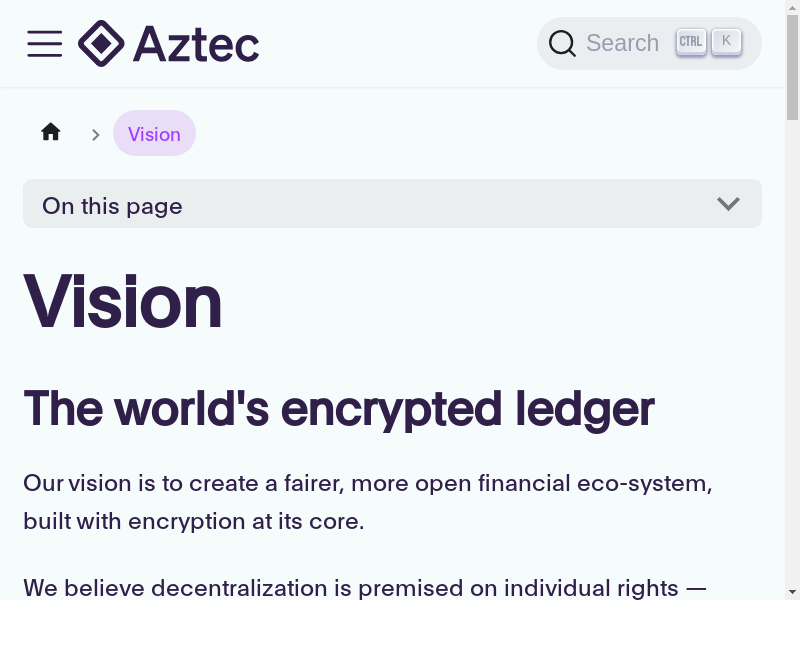 Aztec
Search CTRL K
Vision
On this page
Vision
The world's encrypted ledger
Our vision is to create a fairer, more open financial eco-system,
built with encryption at its core.
We believe decentralization is premised on individual rights —